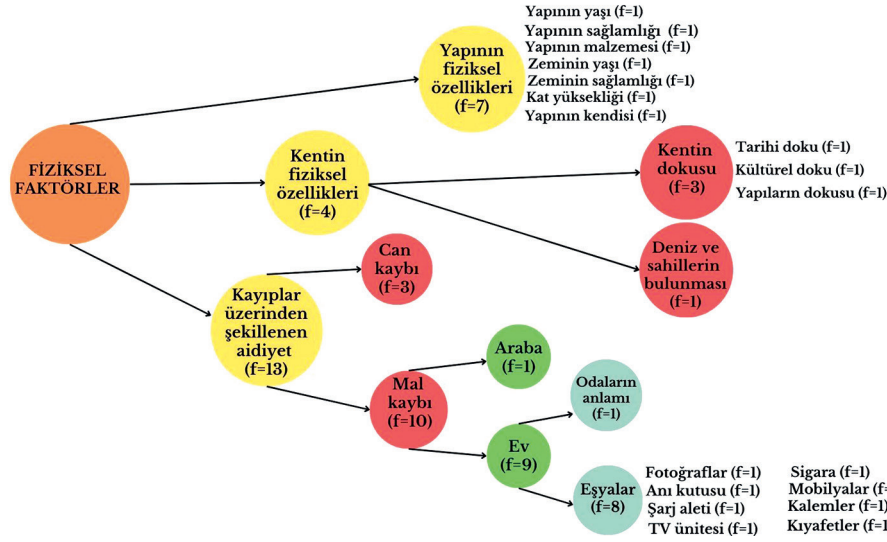 FİZİKSEL
FAKTÖRLER
Yapının
fiziksel
özellikleri
(f=7)
Yapının yaşı (f=1)
Yapının sağlamlığı (f=1)
Yapının malzemesi (f=1)
Zeminin yaşı (f=1)
Zeminin sağlamlığı (f=1)
Kat yüksekliği (f=1)
Yapının kendisi (f=1)
Kentin
fiziksel
özellikleri
(f=4)
Kentin
dokusu
(f=3)
Tarihi doku (f=1)
Kültürel doku (f=1)
Yapıların dokusu (f=1)
Deniz ve
sahillerin
bulunması
(f=1)
Kayıplar
üzerinden
şekillenen
aidiyet
(f=13)
Can
kaybı
(f=3)
Mal
kaybı
(f=10)
Araba
(f=1)
Ev
(f=9)
Odaların
anlamı
(f=1)
Eşyalar
(f=8)
Fotoğraflar (f=1)
Anı kutusu (f=1)
Şarj aleti (f=1)
TV ünitesi (f=1)
Sigara (f=1)
Mobilyalar (f=
Kalemler (f=1)
Kıyafetler (f=1